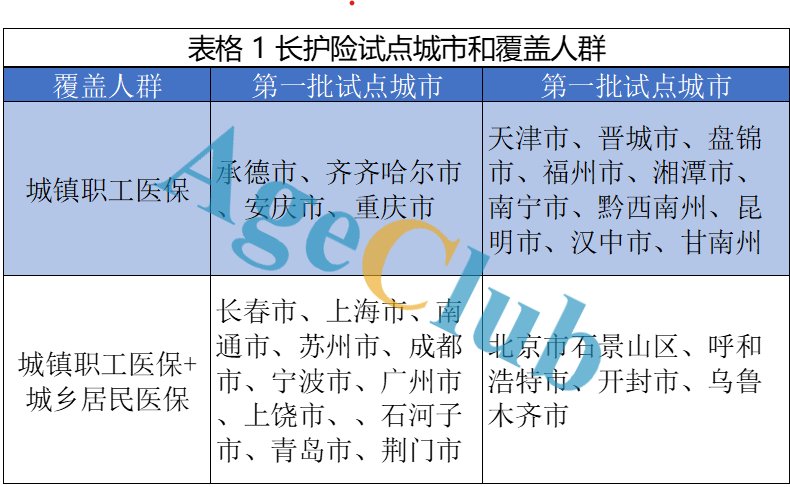 表格 1 长护险试点城市和覆盖人群
覆盖人群
第一批试点城市
第一批试点城市
城镇职工医保
承德市、齐齐哈尔市
、安庆市、重庆市
天津市、晋城市、盘锦
市、福州市、湘潭市、
南宁市、黔西南州、昆
明市、汉中市、甘南州
城镇职工医保+
城乡居民医保
长春市、上海市、南
通市、苏州市、成都
市、宁波市、广州市
、上饶市、、石河子
市、青岛市、荆门市
北京市石景山区、呼和
浩特市、开封市、乌鲁
木齐市
AgeClub